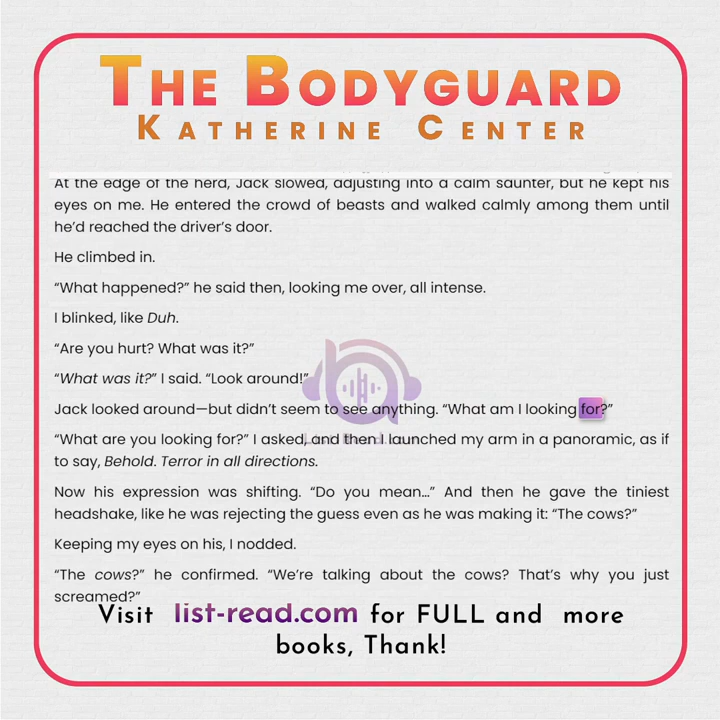 THE BODYGUARD
KATHERINE CENTER
At the edge of the herd, Jack slowed, adjusting into a calm saunter, but he kept his
eyes on me. He entered the crowd of beasts and walked calmly among them until
he’d reached the driver’s door.
He climbed in.
“What happened?” he said then, looking me over, all intense.
I blinked, like Duh.
“Are you hurt? What was it?”
“What was it?” I said. “Look around!”
Jack looked around—but didn’t seem to see anything. “What am I looking for?”
“What are you looking for?” I asked, and then I launched my arm in a panoramic, as if
to say, Behold. Terror in all directions.
Now his expression was shifting. “Do you mean...” And then he gave the tiniest
headshake, like he was rejecting the guess even as he was making it: “The cows?”
Keeping my eyes on his, I nodded.
“The cows?” he confirmed. “We’re talking about the cows? That’s why you just
screamed?”
Visit list-read.com for FULL and more
books, Thank!